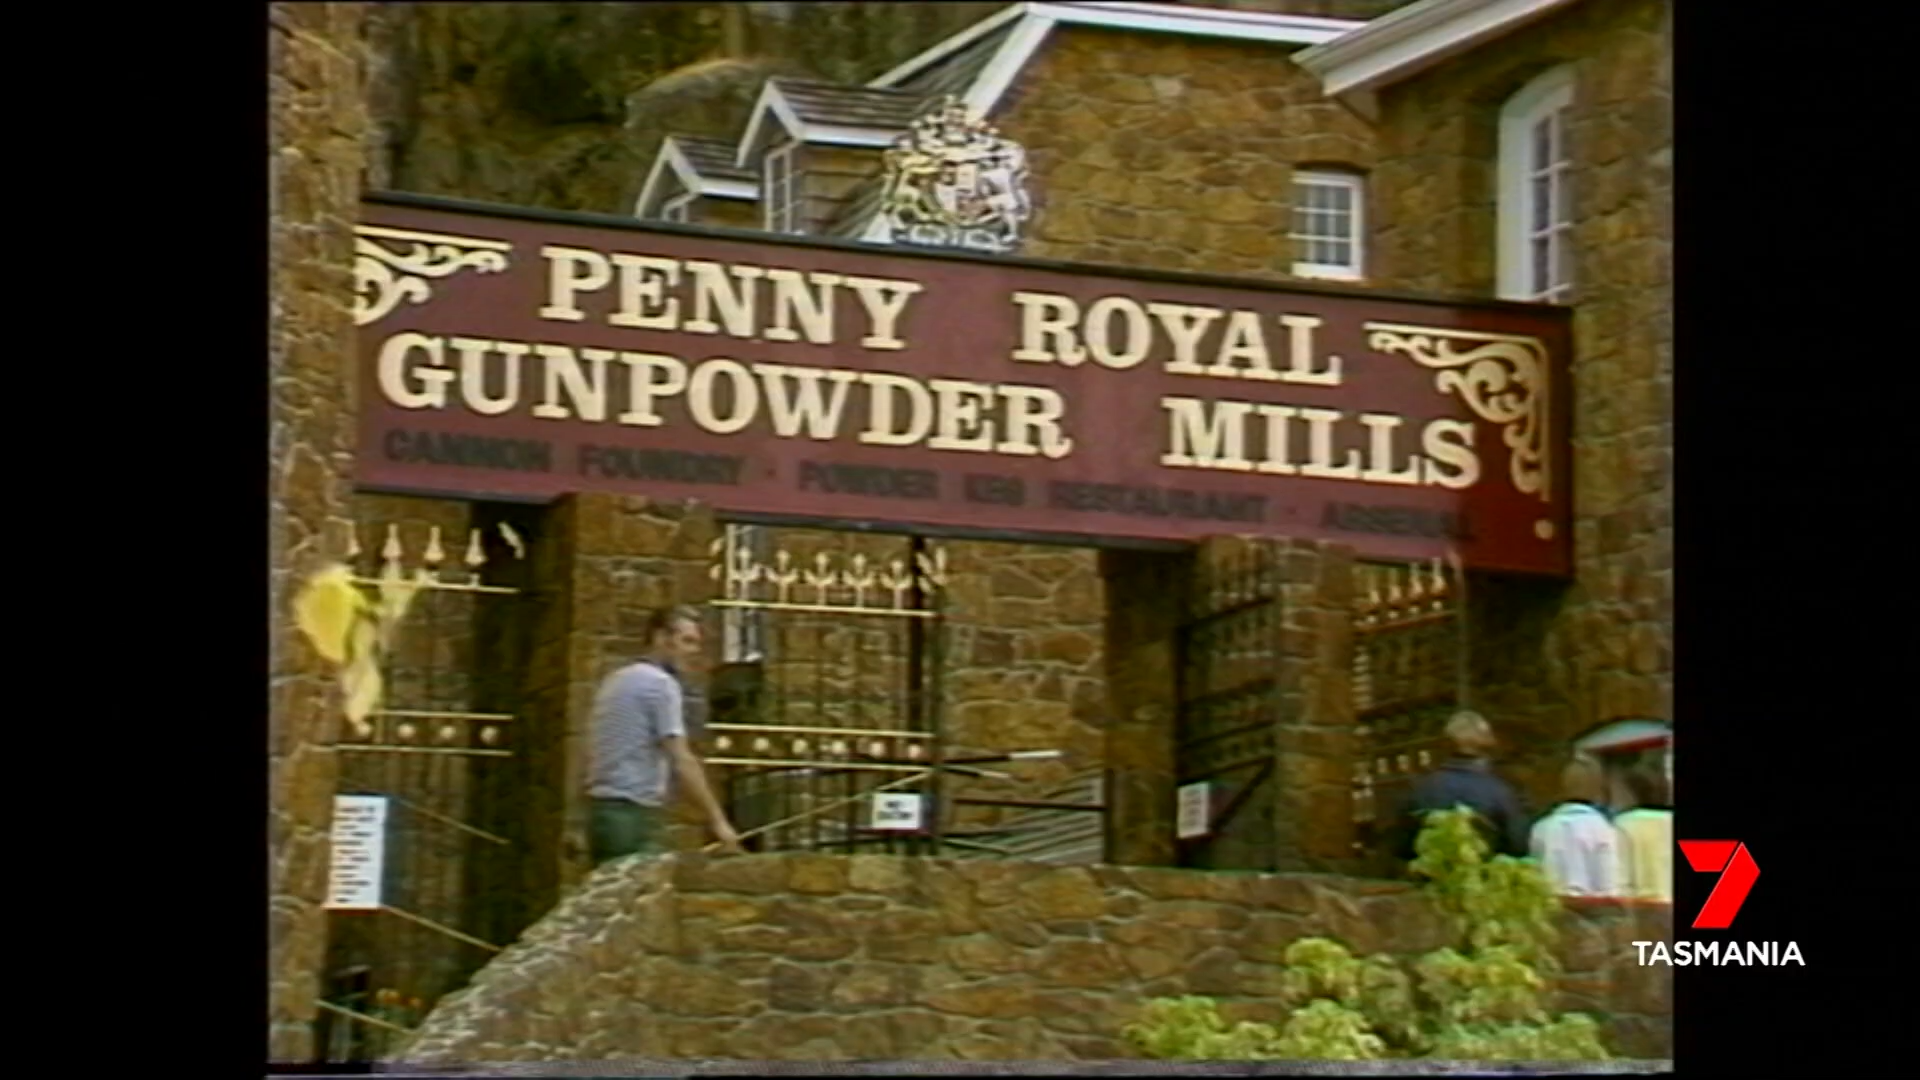 PENNY ROYAL
GUNPOWDER MILLS
CANNON FOUNDRY · POWDER KEG RESTAURANT · ARSENAL
7
TASMANIA